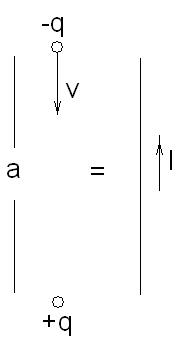 -q
v
a
=
I
+q